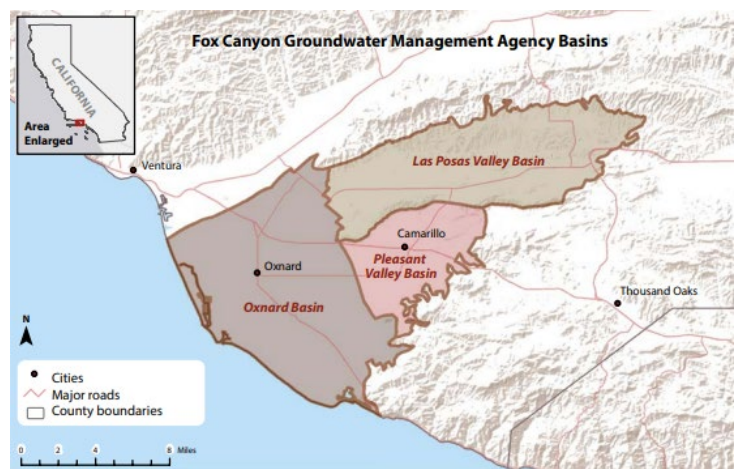 Fox Canyon Groundwater Management Agency Basins
CALIFORNIA
Area
Enlarged
Ventura
Las Posas Valley Basin
Camarillo
Pleasant
Valley Basin
Oxnard
Oxnard Basin
Thousand Oaks
N
Cities
Major roads
County boundaries
0 2 4 8 Miles